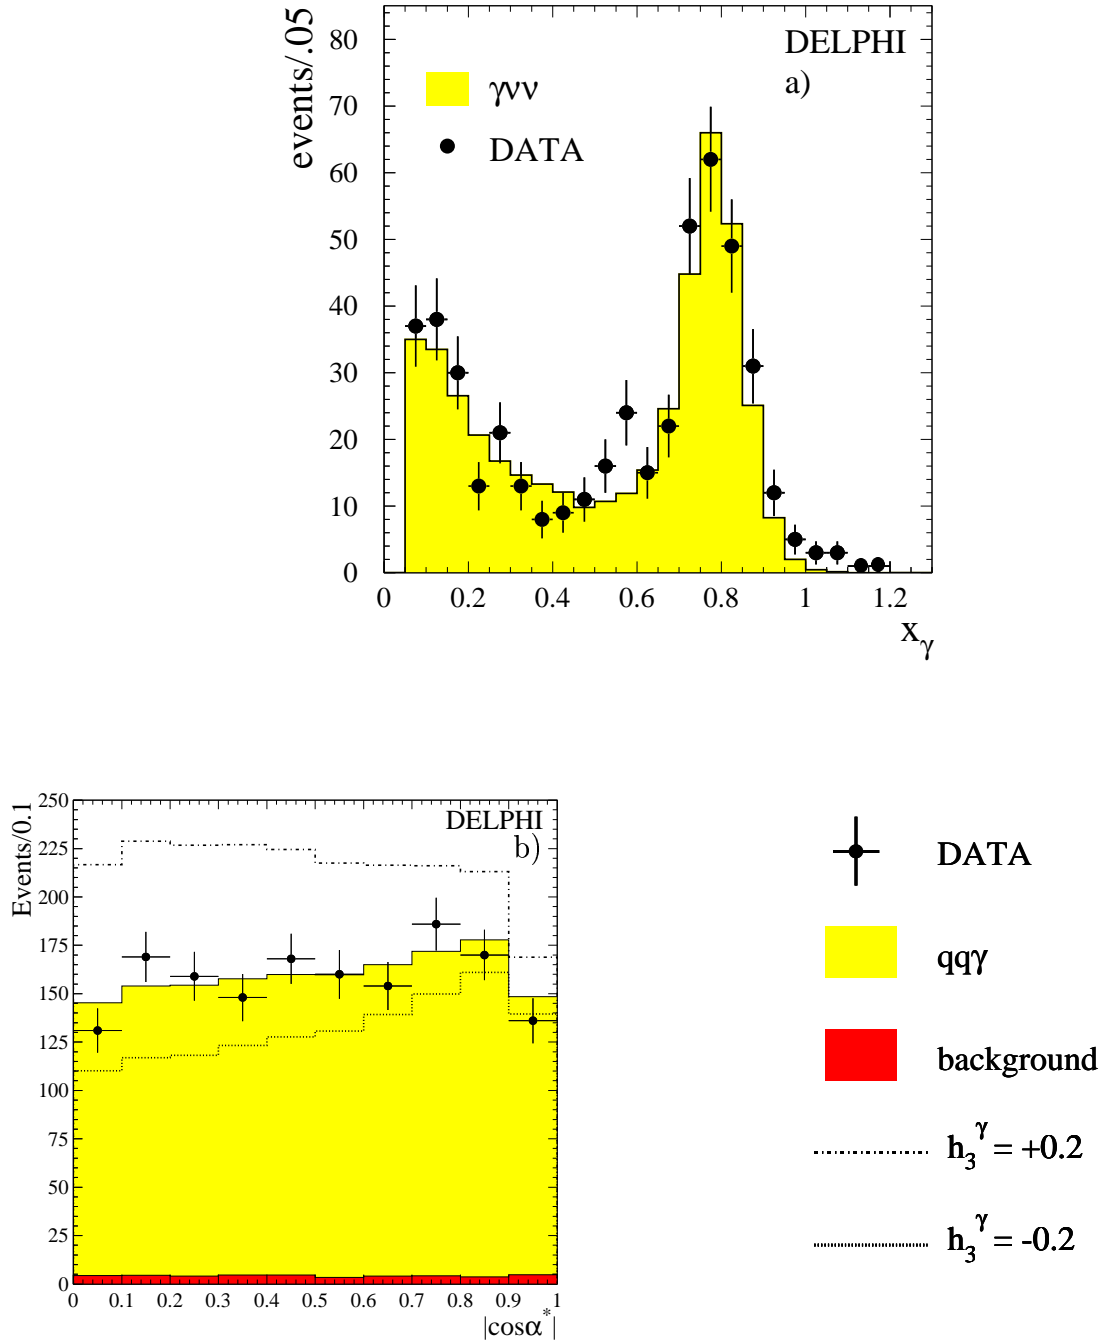 events/.05
80
70
60
50
40
30
20
10
0
DELPHI
a)
γνν
DATA
0 0.2 0.4 0.6 0.8 1 1.2
xγ
Events/0.1
250
225
200
175
150
125
100
75
50
25
0
DELPHI
b)
0 0.1 0.2 0.3 0.4 0.5 0.6 0.7 0.8 0.9 1
|cosα*|
DATA
qqγ
background
h₃^γ = +0.2
h₃^γ = -0.2